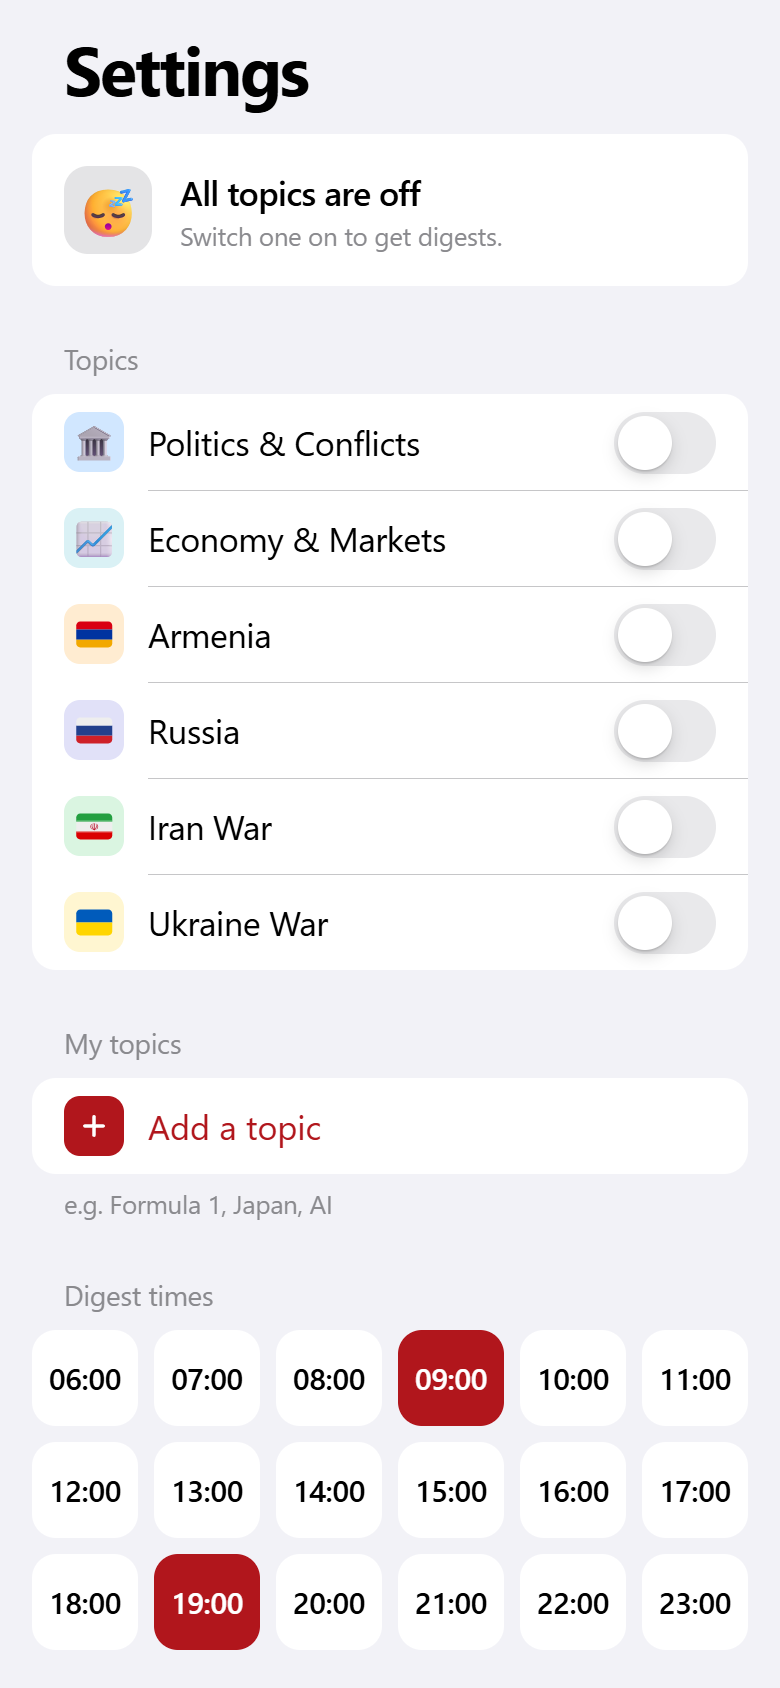 Settings
All topics are off
Switch one on to get digests.
Topics
Politics & Conflicts
Economy & Markets
Armenia
Russia
Iran War
Ukraine War
My topics
Add a topic
e.g. Formula 1, Japan, AI
Digest times
06:00 07:00 08:00 09:00 10:00 11:00
12:00 13:00 14:00 15:00 16:00 17:00
18:00 19:00 20:00 21:00 22:00 23:00